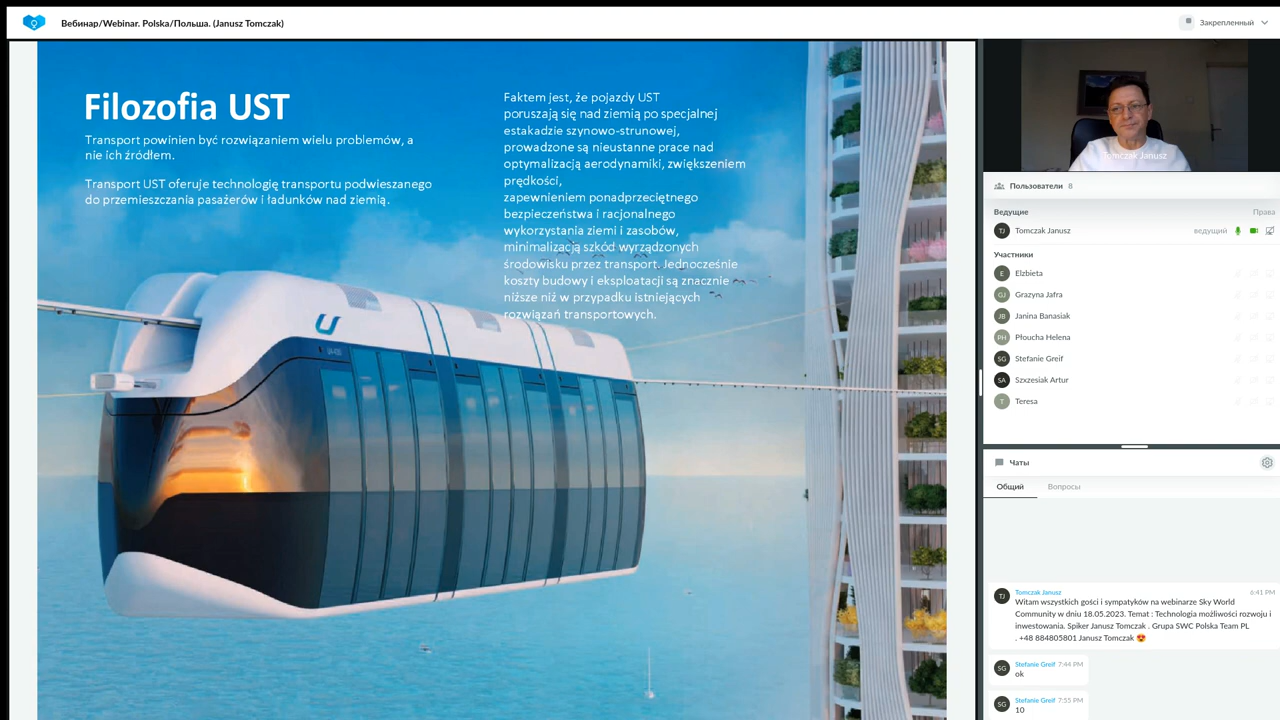 Вебинар/Webinar. Polska/Польша. (Janusz Tomczak)
Закрепленный
Filozofia UST
Transport powinien być rozwiązaniem wielu problemów, a
nie ich źródłem.
Transport UST oferuje technologię transportu podwieszanego
do przemieszczania pasażerów i ładunków nad ziemią.
Faktem jest, że pojazdy UST
poruszają się nad ziemią po specjalnej
estakadzie szynowo-strunowej,
prowadzone są nieustanne prace nad
optymalizacją aerodynamiki, zwiększeniem
prędkości,
zapewnieniem ponadprzeciętnego
bezpieczeństwa i racjonalnego
wykorzystania ziemi i zasobów,
minimalizacją szkód wyrządzonych
środowisku przez transport. Jednocześnie
koszty budowy i eksploatacji są znacznie
niższe niż w przypadku istniejących
rozwiązań transportowych.
Tomczak Janusz
Пользователи 8
Ведущие Права
TJ Tomczak Janusz ведущий
Участники
E Elzbieta
GJ Grazyna Jafra
JB Janina Banasiak
PH Płoucha Helena
SG Stefanie Greif
SA Szxzesiak Artur
T Teresa
Чаты
Общий Вопросы
TJ Tomczak Janusz 6:41 PM
Witam wszystkich gości i sympatyków na webinarze Sky World
Community w dniu 18.05.2023. Temat : Technologia możliwości rozwoju i
inwestowania. Spiker Janusz Tomczak . Grupa SWC Polska Team PL
. +48 884805801 Janusz Tomczak 😍
SG Stefanie Greif 7:44 PM
ok
SG Stefanie Greif 7:55 PM
10